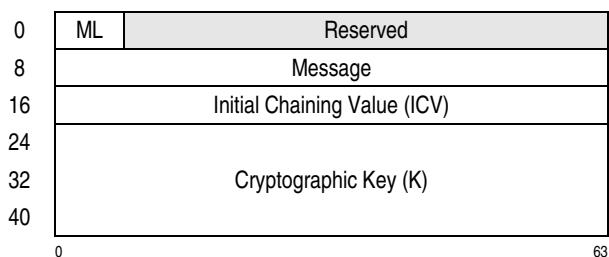 0 ML Reserved
8 Message
16 Initial Chaining Value (ICV)
24
32 Cryptographic Key (K)
40
0 63